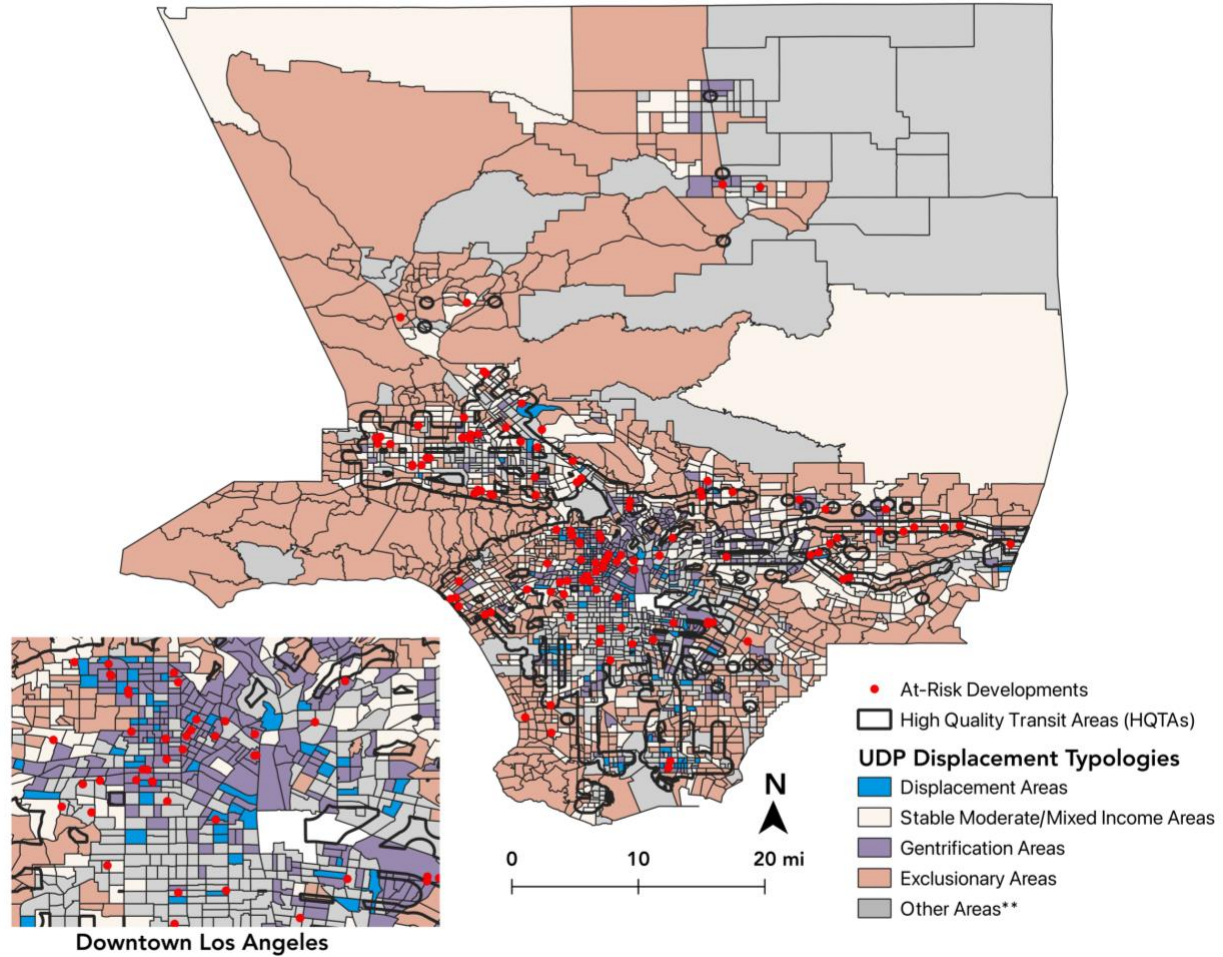 At-Risk Developments
High Quality Transit Areas (HQTAs)
UDP Displacement Typologies
Displacement Areas
Stable Moderate/Mixed Income Areas
Gentrification Areas
Exclusionary Areas
Other Areas**
N
0 10 20 mi
Downtown Los Angeles